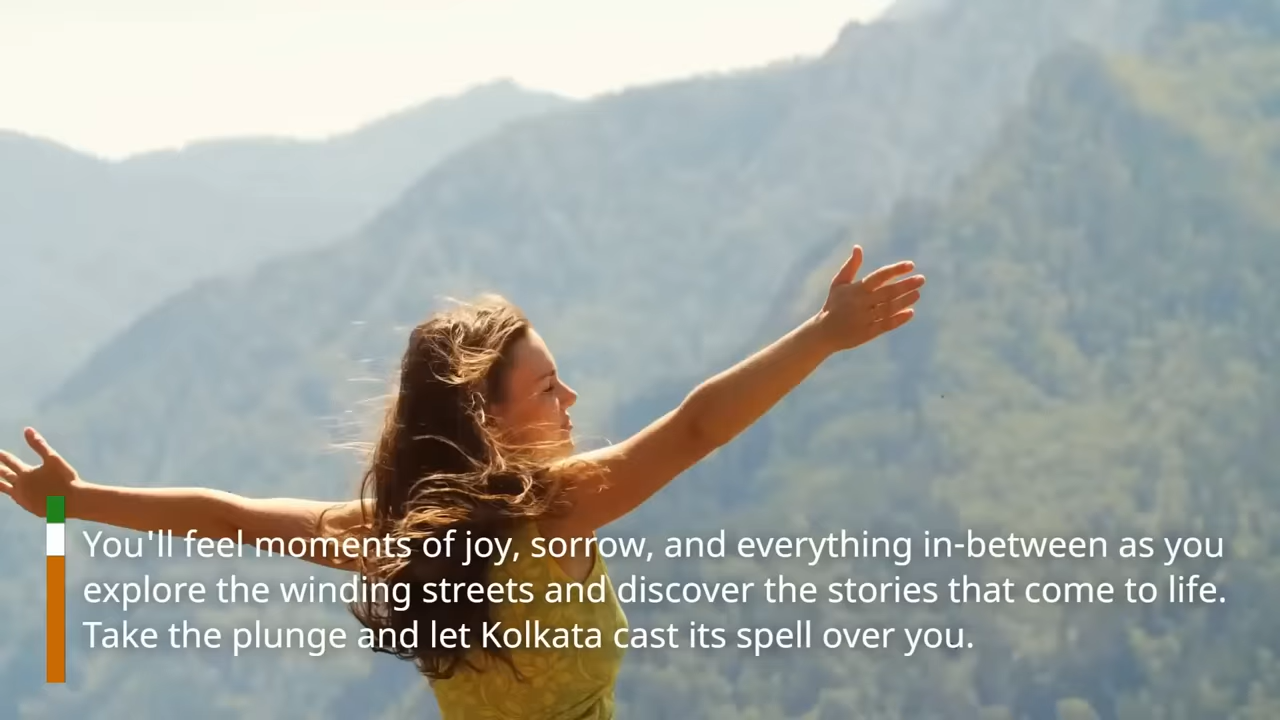 You'll feel moments of joy, sorrow, and everything in-between as you
explore the winding streets and discover the stories that come to life.
Take the plunge and let Kolkata cast its spell over you.